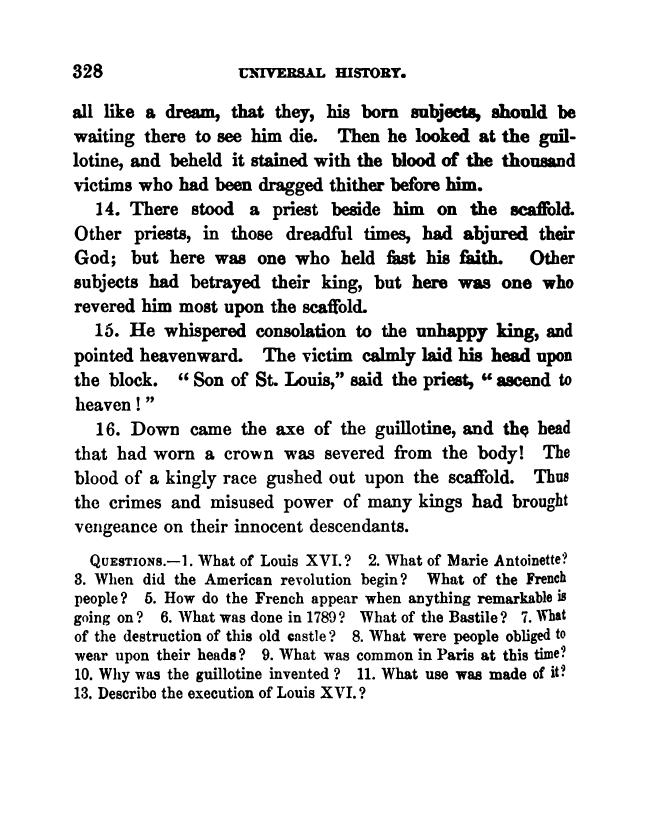 328 UNIVERSAL HISTORY.
all like a dream, that they, his born subjects, should be
waiting there to see him die. Then he looked at the guil-
lotine, and beheld it stained with the blood of the thousand
victims who had been dragged thither before him.
14. There stood a priest beside him on the scaffold.
Other priests, in those dreadful times, had abjured their
God; but here was one who held fast his faith. Other
subjects had betrayed their king, but here was one who
revered him most upon the scaffold.
15. He whispered consolation to the unhappy king, and
pointed heavenward. The victim calmly laid his head upon
the block. “Son of St. Louis,” said the priest, “ascend to
heaven!”
16. Down came the axe of the guillotine, and the head
that had worn a crown was severed from the body! The
blood of a kingly race gushed out upon the scaffold. Thus
the crimes and misused power of many kings had brought
vengeance on their innocent descendants.
QUESTIONS.—1. What of Louis XVI.? 2. What of Marie Antoinette?
3. When did the American revolution begin? What of the French
people? 5. How do the French appear when anything remarkable is
going on? 6. What was done in 1789? What of the Bastile? 7. What
of the destruction of this old castle? 8. What were people obliged to
wear upon their heads? 9. What was common in Paris at this time?
10. Why was the guillotine invented? 11. What use was made of it?
13. Describe the execution of Louis XVI.?